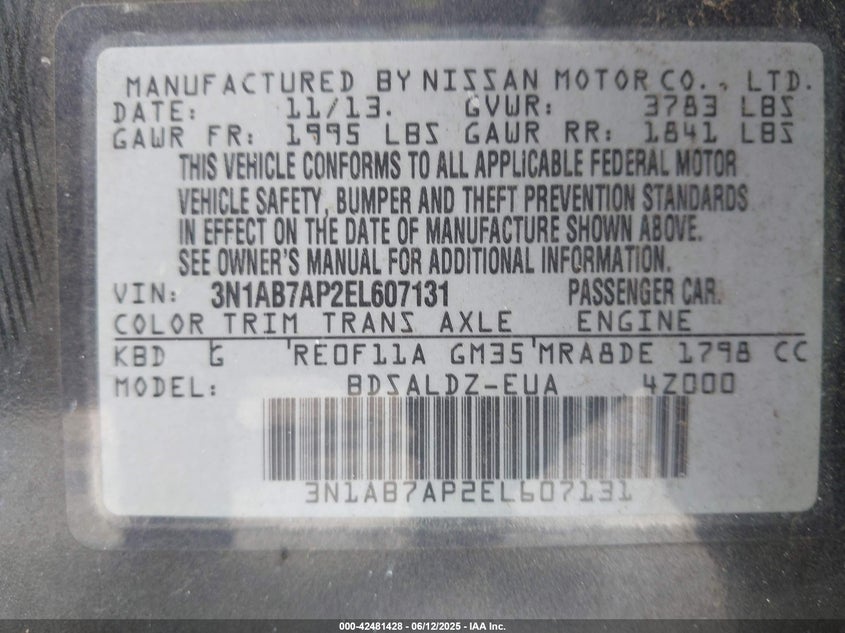 MANUFACTURED BY NISSAN MOTOR CO., LTD.
DATE: 11/13. GVWR: 3783 LBS
GAWR FR: 1995 LBS GAWR RR: 1841 LBS
THIS VEHICLE CONFORMS TO ALL APPLICABLE FEDERAL MOTOR
VEHICLE SAFETY, BUMPER AND THEFT PREVENTION STANDARDS
IN EFFECT ON THE DATE OF MANUFACTURE SHOWN ABOVE.
SEE OWNER'S MANUAL FOR ADDITIONAL INFORMATION.
VIN: 3N1AB7AP2EL607131 PASSENGER CAR.
COLOR TRIM TRANS AXLE ENGINE
KBD G 'RE0F11A GM35'MRA8DE 1798 CC
MODEL: BDSALDZ-EUA 4Z000
3N1AB7AP2EL607131
000-42481428 - 06/12/2025 - IAA Inc.